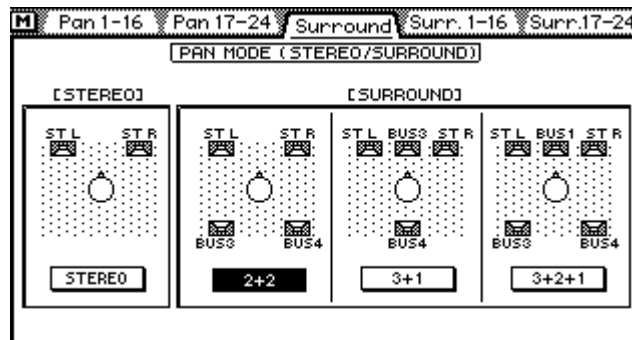 M Pan 1-16 Pan 17-24 Surround Surr. 1-16 Surr.17-24
PAN MODE (STEREO/SURROUND)
[STEREO] [SURROUND]
ST L ST R ST L ST R ST L BUS3 ST R ST L BUS1 ST R
BUS3 BUS4 BUS4 BUS3 BUS4
STEREO 2+2 3+1 3+2+1